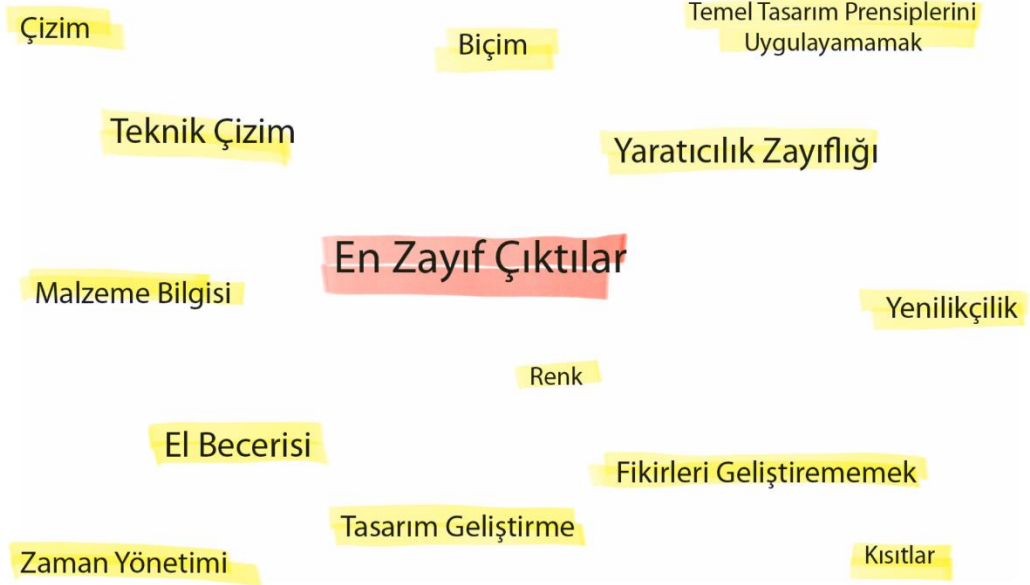 Çizim
Biçim
Temel Tasarım Prensiplerini
Uygulayamamak
Teknik Çizim
Yaratıcılık Zayıflığı
En Zayıf Çıktılar
Malzeme Bilgisi
Yenilikçilik
Renk
El Becerisi
Fikirleri Geliştirememek
Tasarım Geliştirme
Zaman Yönetimi
Kısıtlar